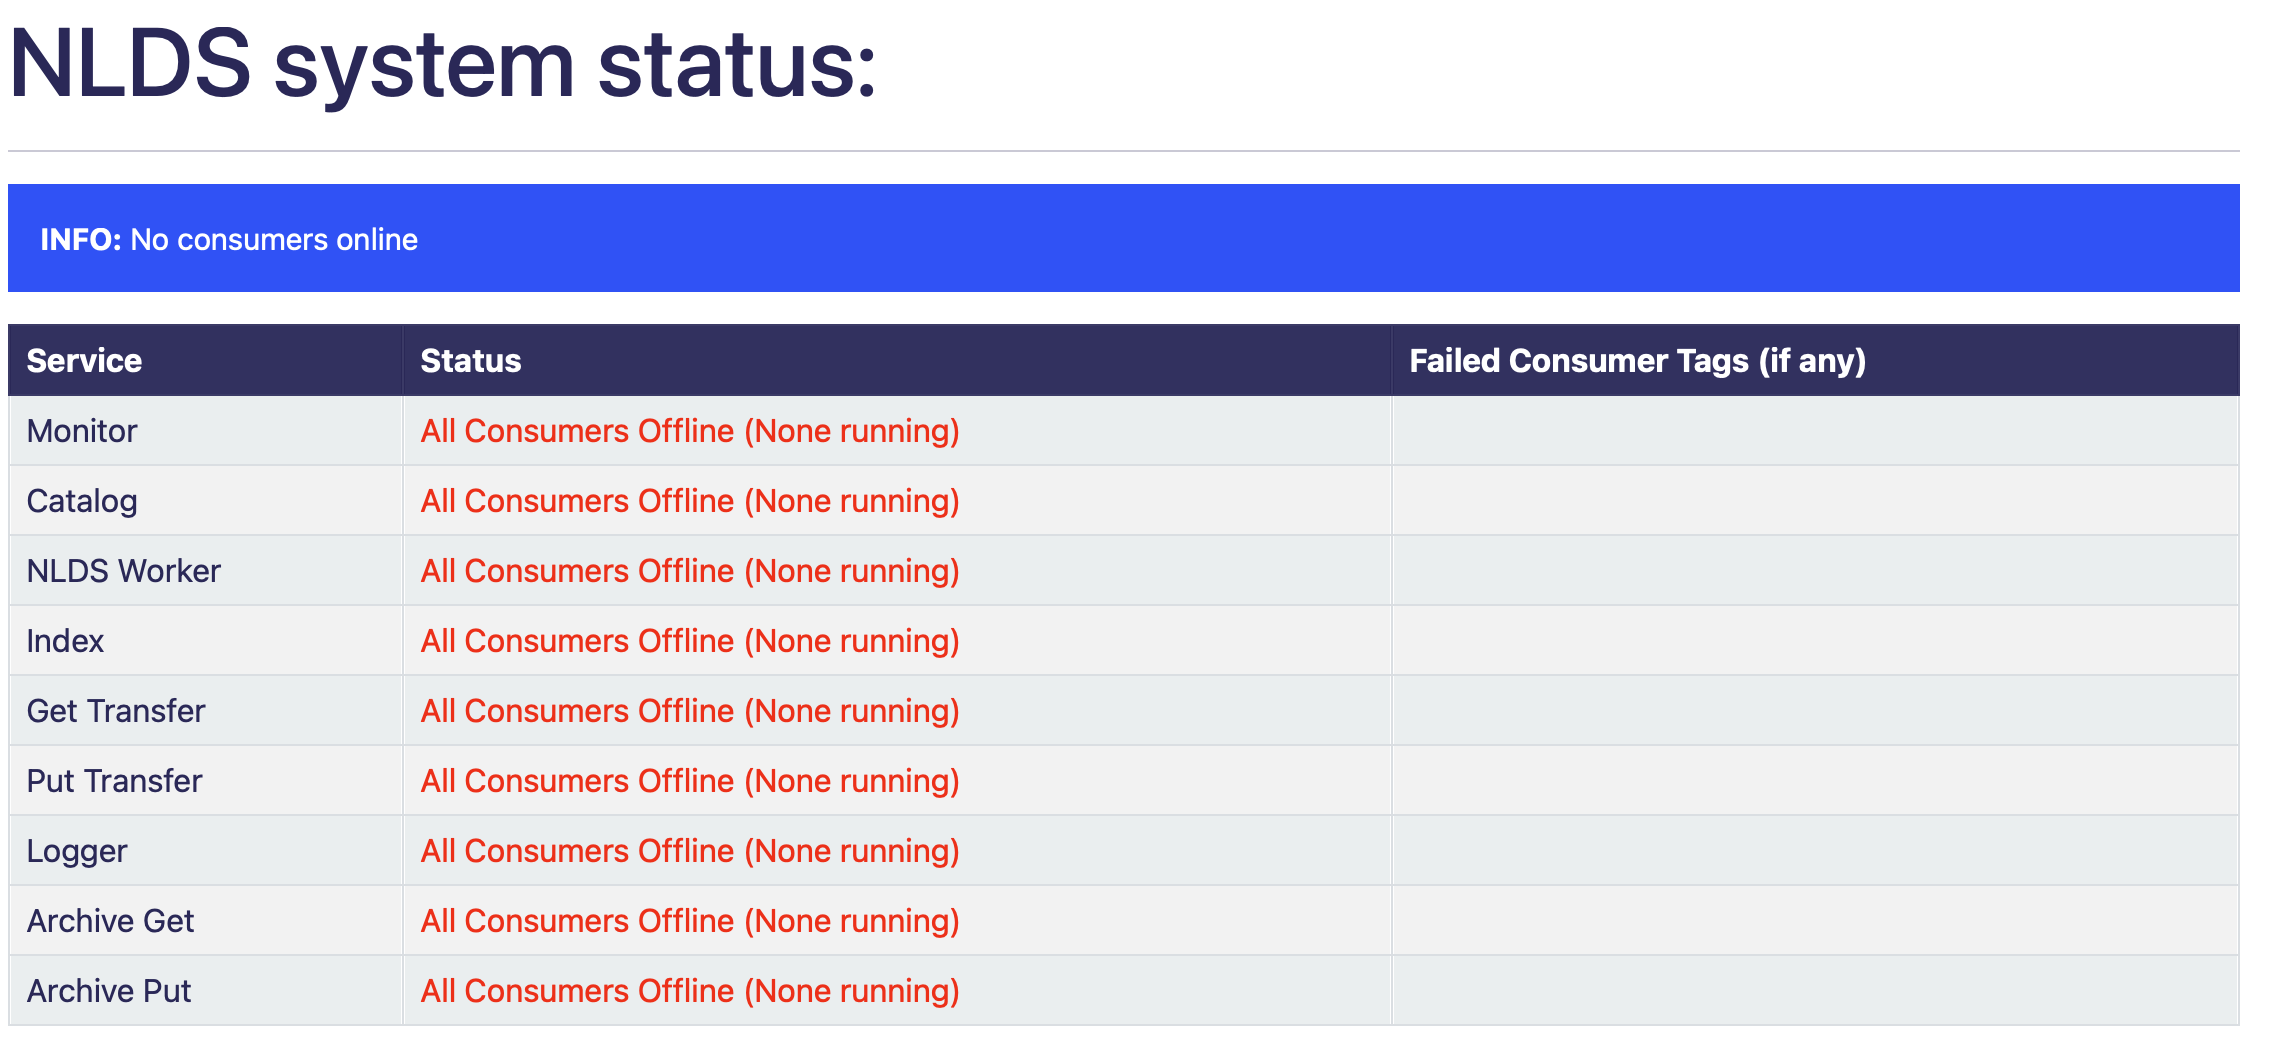 NLDS system status:
INFO: No consumers online
Service Status Failed Consumer Tags (if any)
Monitor All Consumers Offline (None running)
Catalog All Consumers Offline (None running)
NLDS Worker All Consumers Offline (None running)
Index All Consumers Offline (None running)
Get Transfer All Consumers Offline (None running)
Put Transfer All Consumers Offline (None running)
Logger All Consumers Offline (None running)
Archive Get All Consumers Offline (None running)
Archive Put All Consumers Offline (None running)